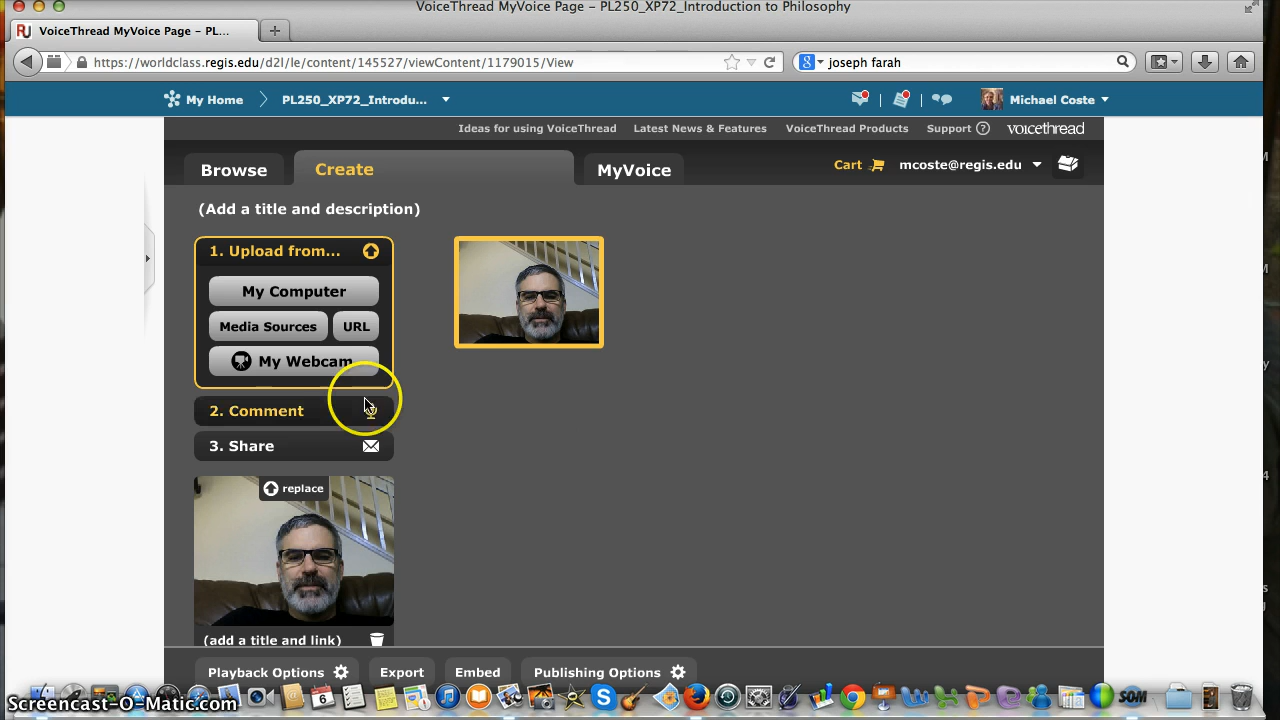 VoiceThread MyVoice Page – PL250_XP72_Introduction to Philosophy
RU VoiceThread MyVoice Page – PL... +
https://worldclass.regis.edu/d2l/le/content/145527/viewContent/1179015/View joseph farah
My Home PL250_XP72_Introdu... Michael Coste
Ideas for using VoiceThread Latest News & Features VoiceThread Products Support ? voicethread
Browse Create MyVoice Cart mcoste@regis.edu
(Add a title and description)
1. Upload from...
My Computer
Media Sources URL
My Webcam
2. Comment
3. Share
replace
(add a title and link)
Playback Options Export Embed Publishing Options
Screencast-O-Matic.com
6
SOM